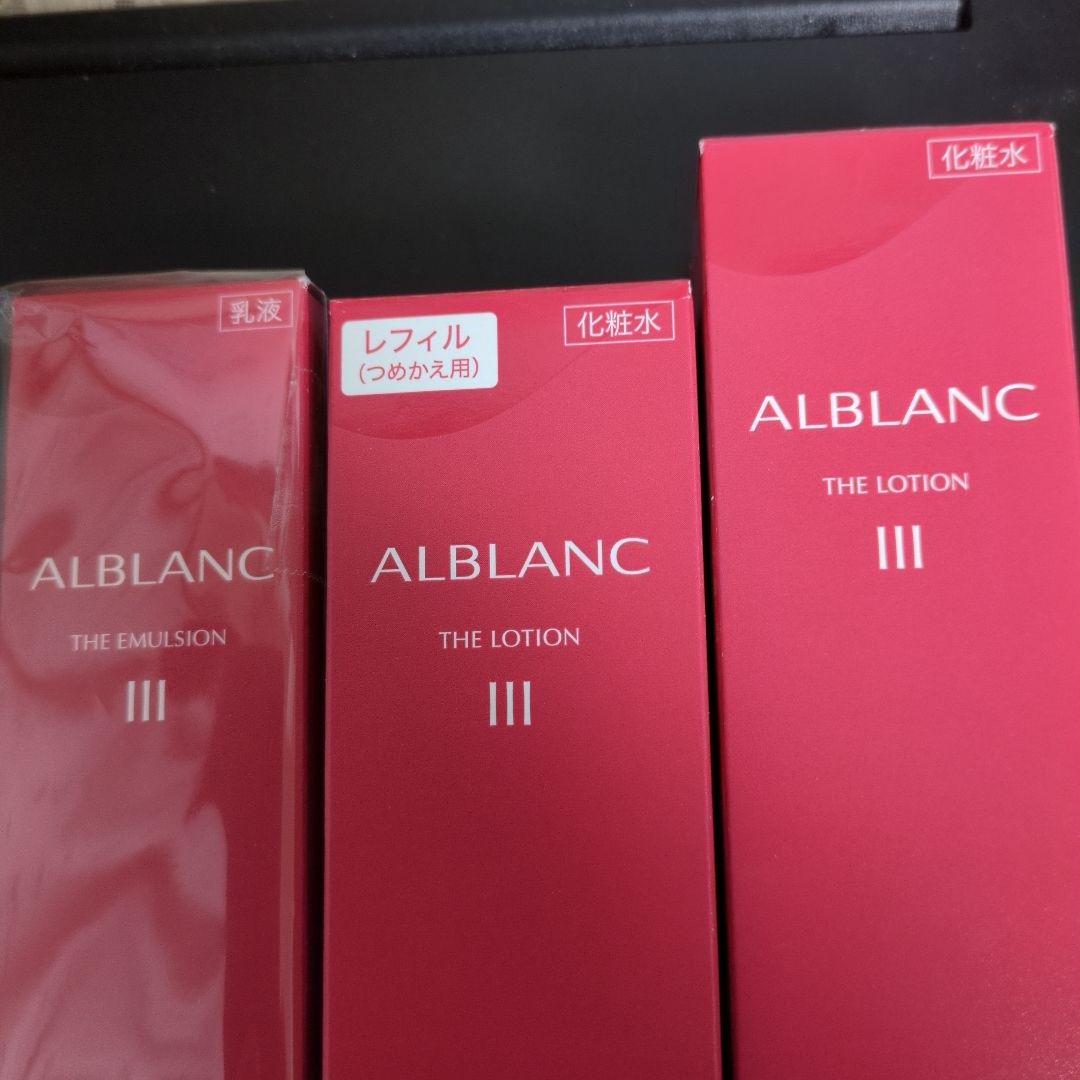 乳液
ALBLANC
THE EMULSION
III
レフィル
(つめかえ用)
化粧水
ALBLANC
THE LOTION
III
化粧水
ALBLANC
THE LOTION
III